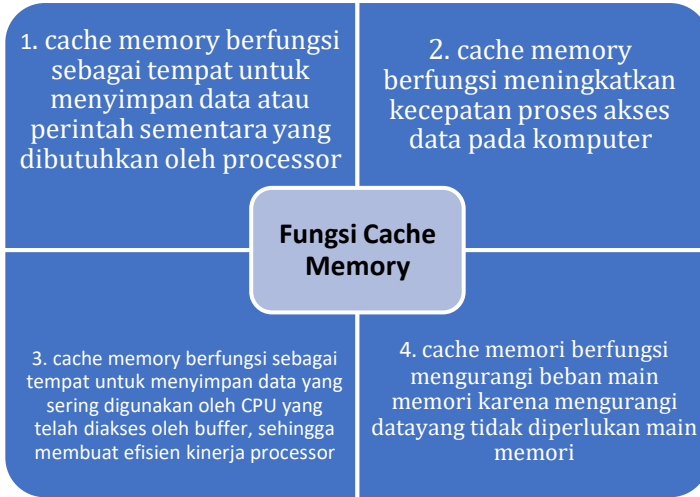 1. cache memory berfungsi
sebagai tempat untuk
menyimpan data atau
perintah sementara yang
dibutuhkan oleh processor
2. cache memory
berfungsi meningkatkan
kecepatan proses akses
data pada komputer
Fungsi Cache
Memory
3. cache memory berfungsi sebagai
tempat untuk menyimpan data yang
sering digunakan oleh CPU yang
telah diakses oleh buffer, sehingga
membuat efisien kinerja processor
4. cache memori berfungsi
mengurangi beban main
memori karena mengurangi
datayang tidak diperlukan main
memori